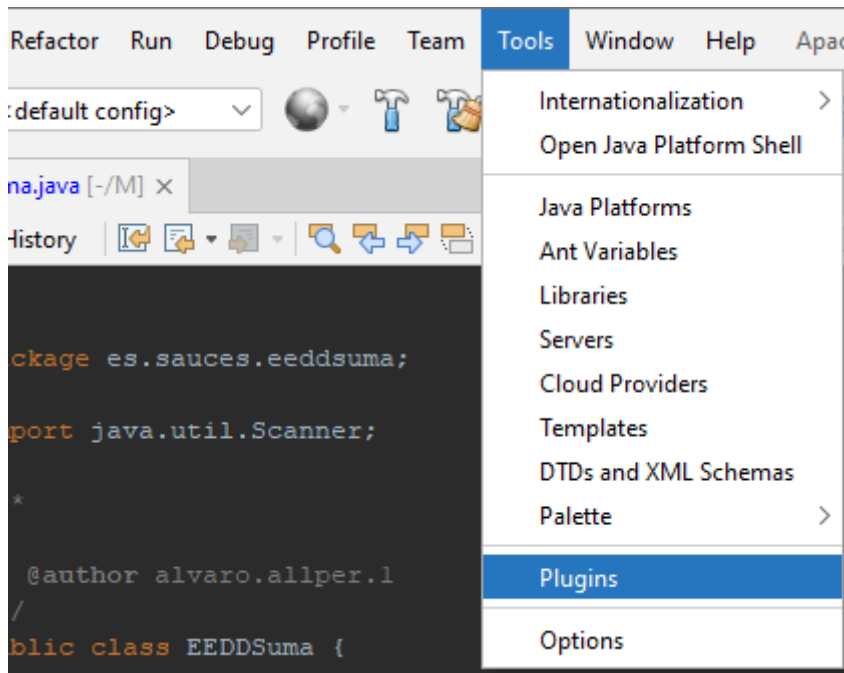 Refactor Run Debug Profile Team Tools Window Help Apac
<default config>
na.java [-/M] ×
History
ckage es.sauces.eeddsuma;
port java.util.Scanner;
*
@author alvaro.allper.1
/
blic class EEDDSuma {
Internationalization >
Open Java Platform Shell
Java Platforms
Ant Variables
Libraries
Servers
Cloud Providers
Templates
DTDs and XML Schemas
Palette >
Plugins
Options